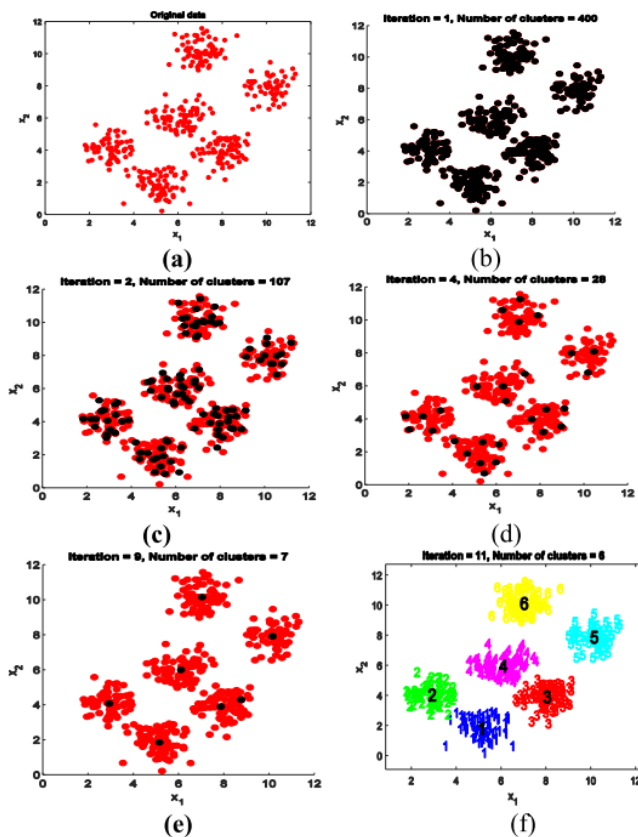 Original data
12
10
8
6
4
2
0
x2
0 2 4 6 8 10 12
x1
(a)
Iteration = 1, Number of clusters = 400
12
10
8
6
4
2
0
x2
0 2 4 6 8 10 12
x1
(b)
Iteration = 2, Number of clusters = 107
12
10
8
6
4
2
0
x2
0 2 4 6 8 10 12
x1
(c)
Iteration = 4, Number of clusters = 28
12
10
8
6
4
2
0
x2
0 2 4 6 8 10 12
x1
(d)
Iteration = 9, Number of clusters = 7
12
10
8
6
4
2
0
x2
0 2 4 6 8 10 12
x1
(e)
Iteration = 11, Number of clusters = 6
12
10
8
6
4
2
0
x2
6
5
4
2
3
1
2 4 6 8 10 12
x1
(f)